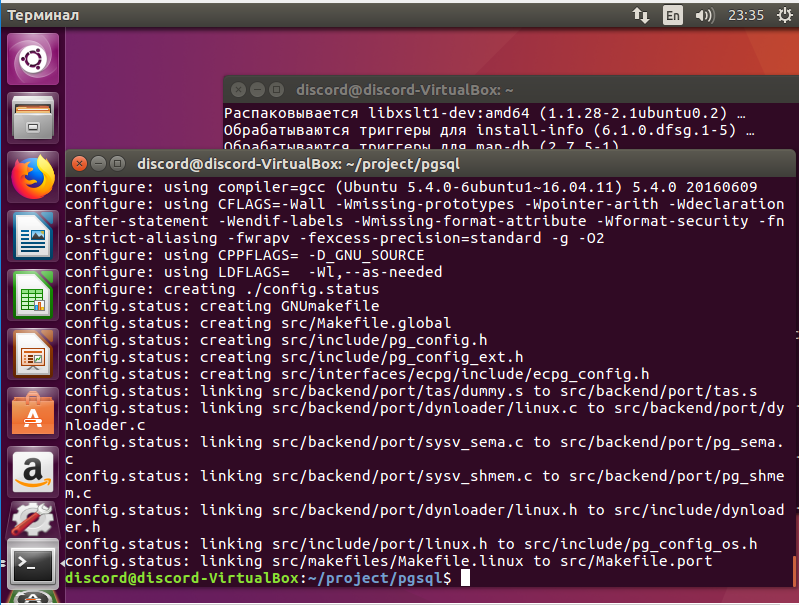 Терминал
En
23:35
discord@discord-VirtualBox: ~
Распаковывается libxslt1-dev:amd64 (1.1.28-2.1ubuntu0.2) …
Обрабатываются триггеры для install-info (6.1.0.dfsg.1-5) …
Обрабатываются триггеры для man-db (2.7.5-1)
discord@discord-VirtualBox: ~/project/pgsql
configure: using compiler=gcc (Ubuntu 5.4.0-6ubuntu1~16.04.11) 5.4.0 20160609
configure: using CFLAGS=-Wall -Wmissing-prototypes -Wpointer-arith -Wdeclaration
-after-statement -Wendif-labels -Wmissing-format-attribute -Wformat-security -fn
o-strict-aliasing -fwrapv -fexcess-precision=standard -g -O2
configure: using CPPFLAGS= -D_GNU_SOURCE
configure: using LDFLAGS=  -Wl,--as-needed
configure: creating ./config.status
config.status: creating GNUmakefile
config.status: creating src/Makefile.global
config.status: creating src/include/pg_config.h
config.status: creating src/include/pg_config_ext.h
config.status: creating src/interfaces/ecpg/include/ecpg_config.h
config.status: linking src/backend/port/tas/dummy.s to src/backend/port/tas.s
config.status: linking src/backend/port/dynloader/linux.c to src/backend/port/dy
nloader.c
config.status: linking src/backend/port/sysv_sema.c to src/backend/port/pg_sema.
c
config.status: linking src/backend/port/sysv_shmem.c to src/backend/port/pg_shme
m.c
config.status: linking src/backend/port/dynloader/linux.h to src/include/dynload
er.h
config.status: linking src/include/port/linux.h to src/include/pg_config_os.h
config.status: linking src/makefiles/Makefile.linux to src/Makefile.port
discord@discord-VirtualBox:~/project/pgsql$